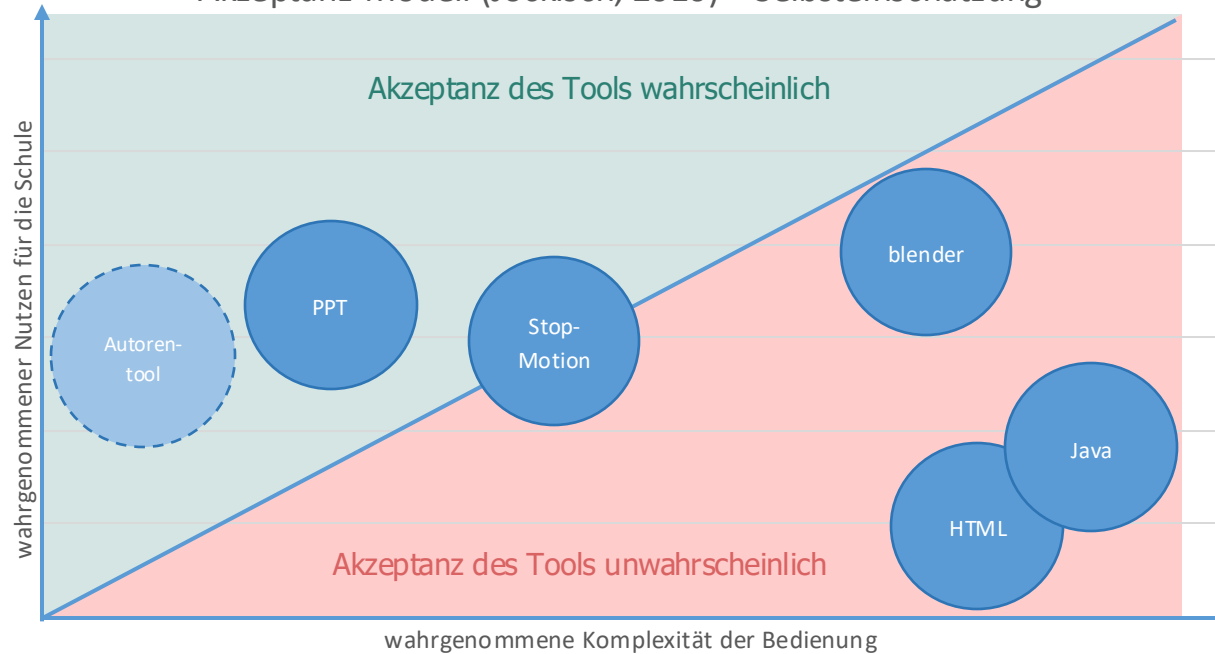 Akzeptanz des Tools wahrscheinlich
wahrgenommener Nutzen für die Schule
blender
PPT
Stop-
Motion
Autoren-
tool
Java
HTML
Akzeptanz des Tools unwahrscheinlich
wahrgenommene Komplexität der Bedienung